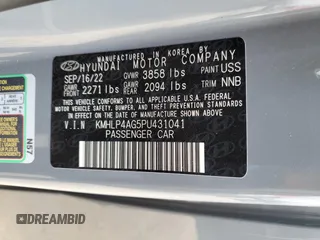 MANUFACTURED IN KOREA BY
HYUNDAI MOTOR COMPANY
SEP/16/22 GVWR 3858 lbs PAINT USS
GAWR FRONT 2271 lbs GAWR REAR 2094 lbs TRIM NNB
THIS VEHICLE CONFORMS TO ALL APPLICABLE U.S.
FEDERAL MOTOR VEHICLE SAFETY, BUMPER, AND THEFT
PREVENTION STANDARDS IN EFFECT ON THE DATE OF
MANUFACTURE SHOWN ABOVE.
V.I.N KMHLP4AG5PU431041
PASSENGER CAR
N57
AUTOBIDMASTER